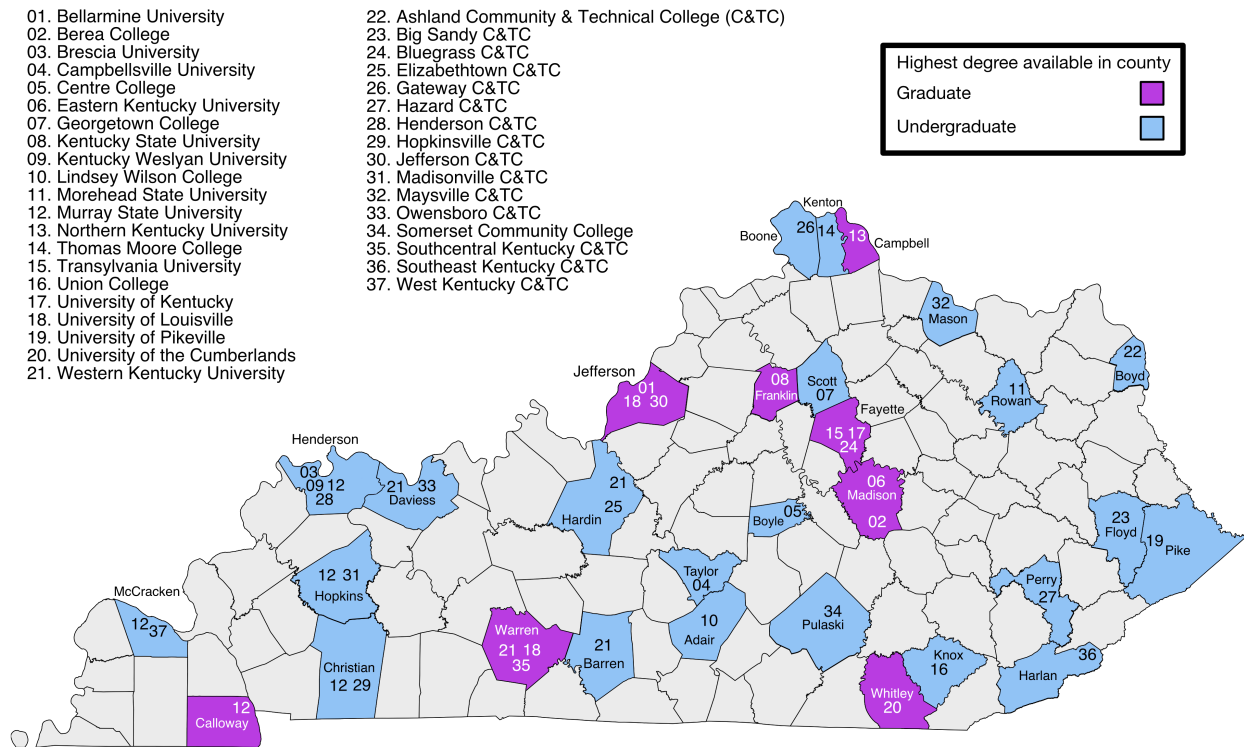 01. Bellarmine University
02. Berea College
03. Brescia University
04. Campbellsville University
05. Centre College
06. Eastern Kentucky University
07. Georgetown College
08. Kentucky State University
09. Kentucky Weslyan University
10. Lindsey Wilson College
11. Morehead State University
12. Murray State University
13. Northern Kentucky University
14. Thomas Moore College
15. Transylvania University
16. Union College
17. University of Kentucky
18. University of Louisville
19. University of Pikeville
20. University of the Cumberlands
21. Western Kentucky University
22. Ashland Community & Technical College (C&TC)
23. Big Sandy C&TC
24. Bluegrass C&TC
25. Elizabethtown C&TC
26. Gateway C&TC
27. Hazard C&TC
28. Henderson C&TC
29. Hopkinsville C&TC
30. Jefferson C&TC
31. Madisonville C&TC
32. Maysville C&TC
33. Owensboro C&TC
34. Somerset Community College
35. Southcentral Kentucky C&TC
36. Southeast Kentucky C&TC
37. West Kentucky C&TC
Highest degree available in county
Graduate
Undergraduate
Kenton
Boone
26 14
13
Campbell
32
Mason
22
Boyd
Jefferson
01
18 30
08
Franklin
Scott
07
11
Rowan
Fayette
15 17
24
Henderson
03
09 12
28
21 33
Daviess
21
25
Hardin
06
Madison
02
05
Boyle
23
Floyd
19
Pike
12 31
Hopkins
Taylor
04
Perry
27
McCracken
12
37
10
Adair
34
Pulaski
Warren
21 18
35
21
Barren
Knox
16
36
Harlan
Christian
12 29
Whitley
20
12
Calloway